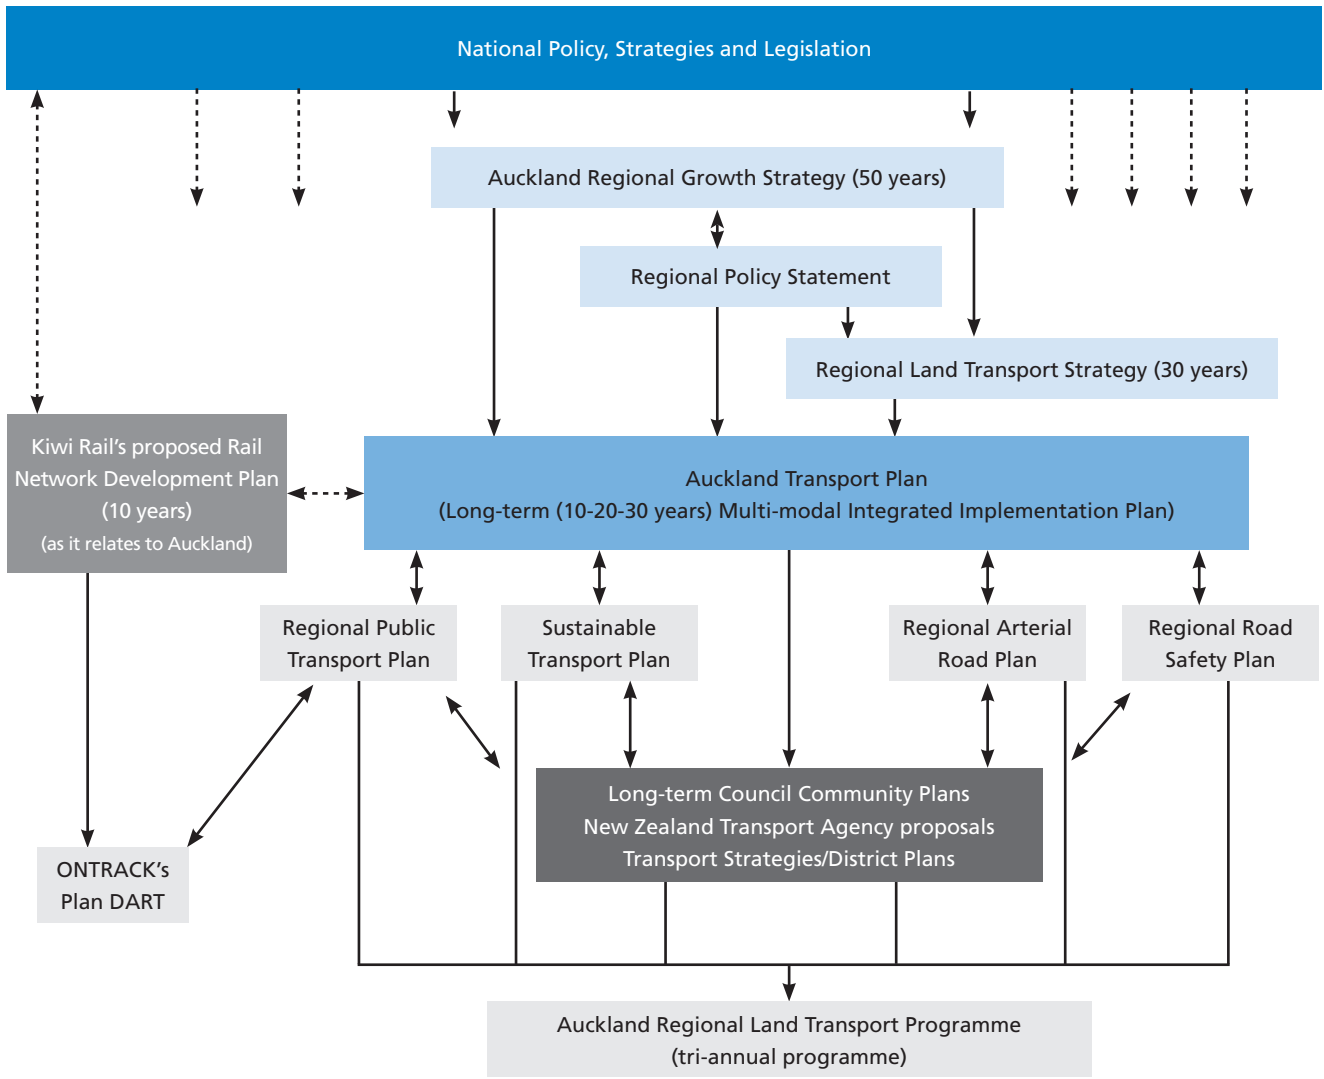 National Policy, Strategies and Legislation
Auckland Regional Growth Strategy (50 years)
Regional Policy Statement
Regional Land Transport Strategy (30 years)
Kiwi Rail’s proposed Rail
Network Development Plan
(10 years)
(as it relates to Auckland)
Auckland Transport Plan
(Long-term (10-20-30 years) Multi-modal Integrated Implementation Plan)
Regional Public
Transport Plan
Sustainable
Transport Plan
Regional Arterial
Road Plan
Regional Road
Safety Plan
Long-term Council Community Plans
New Zealand Transport Agency proposals
Transport Strategies/District Plans
ONTRACK’s
Plan DART
Auckland Regional Land Transport Programme
(tri-annual programme)